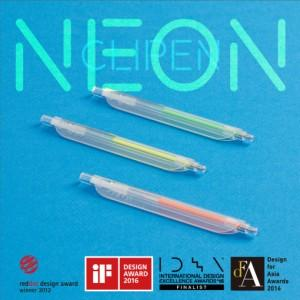 NEON
CLIPEN
reddot design award
winner 2012
iF
DESIGN
AWARD
2016
IDEA
INTERNATIONAL DESIGN
EXCELLENCE AWARDS'16
FINALIST
DFA
Design
for
Asia
Awards
2016